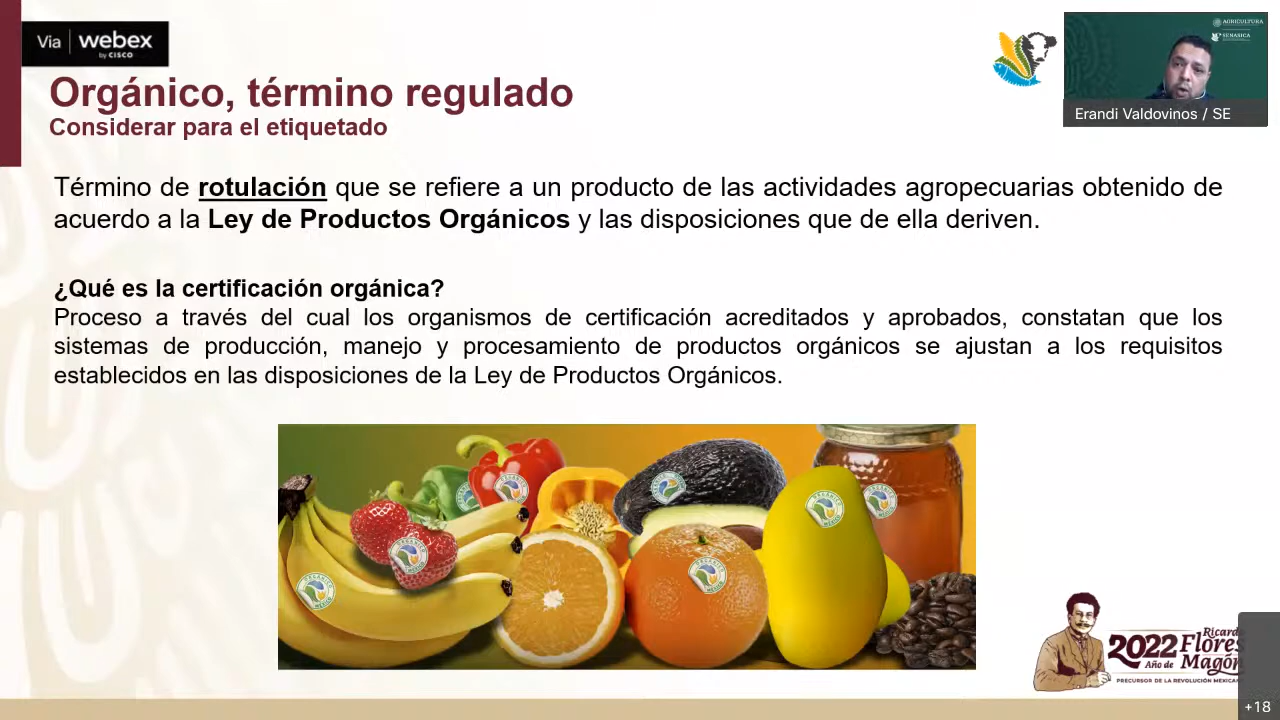 Via webex
by CISCO
AGRICULTURA
SENASICA
Erandi Valdovinos / SE
Orgánico, término regulado
Considerar para el etiquetado
Término de rotulación que se refiere a un producto de las actividades agropecuarias obtenido de
acuerdo a la Ley de Productos Orgánicos y las disposiciones que de ella deriven.
¿Qué es la certificación orgánica?
Proceso a través del cual los organismos de certificación acreditados y aprobados, constatan que los
sistemas de producción, manejo y procesamiento de productos orgánicos se ajustan a los requisitos
establecidos en las disposiciones de la Ley de Productos Orgánicos.
2022 Ricardo
Año de Flores
Magón
PRECURSOR DE LA REVOLUCIÓN MEXICANA
+18